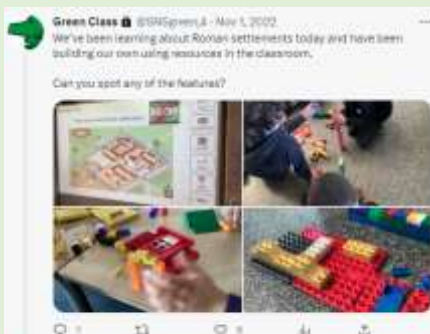 Green Class
Nov 1, 2022
We've been learning about Roman settlements today and have been
building our own using resources in the classroom.
Can you spot any of the features?